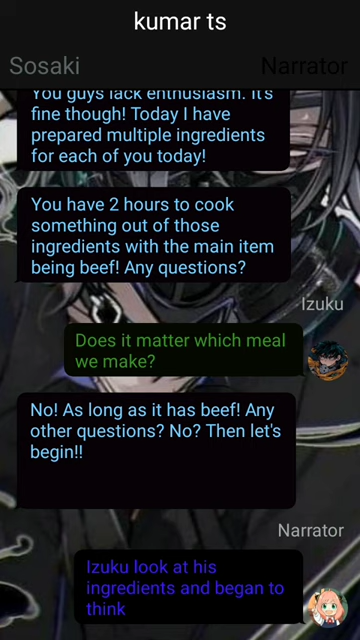 kumar ts
Sosaki
Narrator
You guys lack enthusiasm. It's
fine though! Today I have
prepared multiple ingredients
for each of you today!
You have 2 hours to cook
something out of those
ingredients with the main item
being beef! Any questions?
Izuku
Does it matter which meal
we make?
No! As long as it has beef! Any
other questions? No? Then let's
begin!!
Narrator
Izuku look at his
ingredients and began to
think